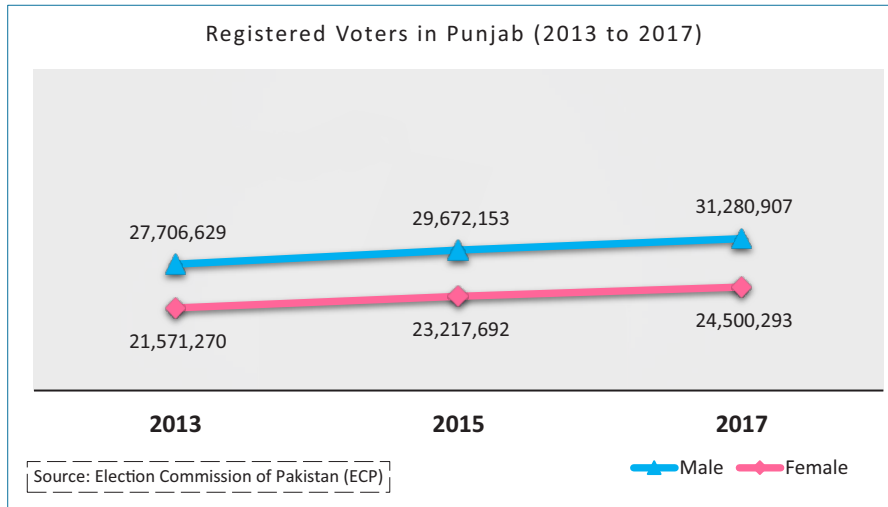 Registered Voters in Punjab (2013 to 2017)
31,280,907
29,672,153
27,706,629
24,500,293
23,217,692
21,571,270
2013 2015 2017
Source: Election Commission of Pakistan (ECP)
Male Female